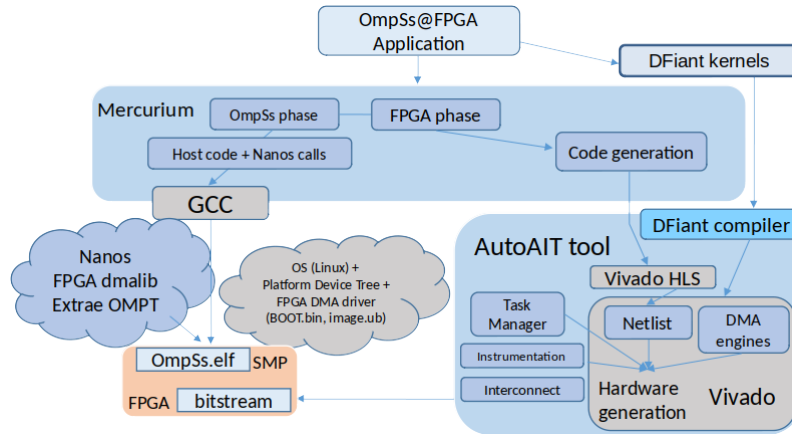 OmpSs@FPGA
Application
DFiant kernels
Mercurium
OmpSs phase
FPGA phase
Host code + Nanos calls
Code generation
GCC
DFiant compiler
AutoAIT tool
Nanos
FPGA dmalib
Extrae OMPT
OS (Linux) +
Platform Device Tree +
FPGA DMA driver
(BOOT.bin, image.ub)
Vivado HLS
Task
Manager
Netlist
DMA
engines
Instrumentation
Interconnect
Hardware
generation
Vivado
OmpSs.elf
SMP
FPGA
bitstream